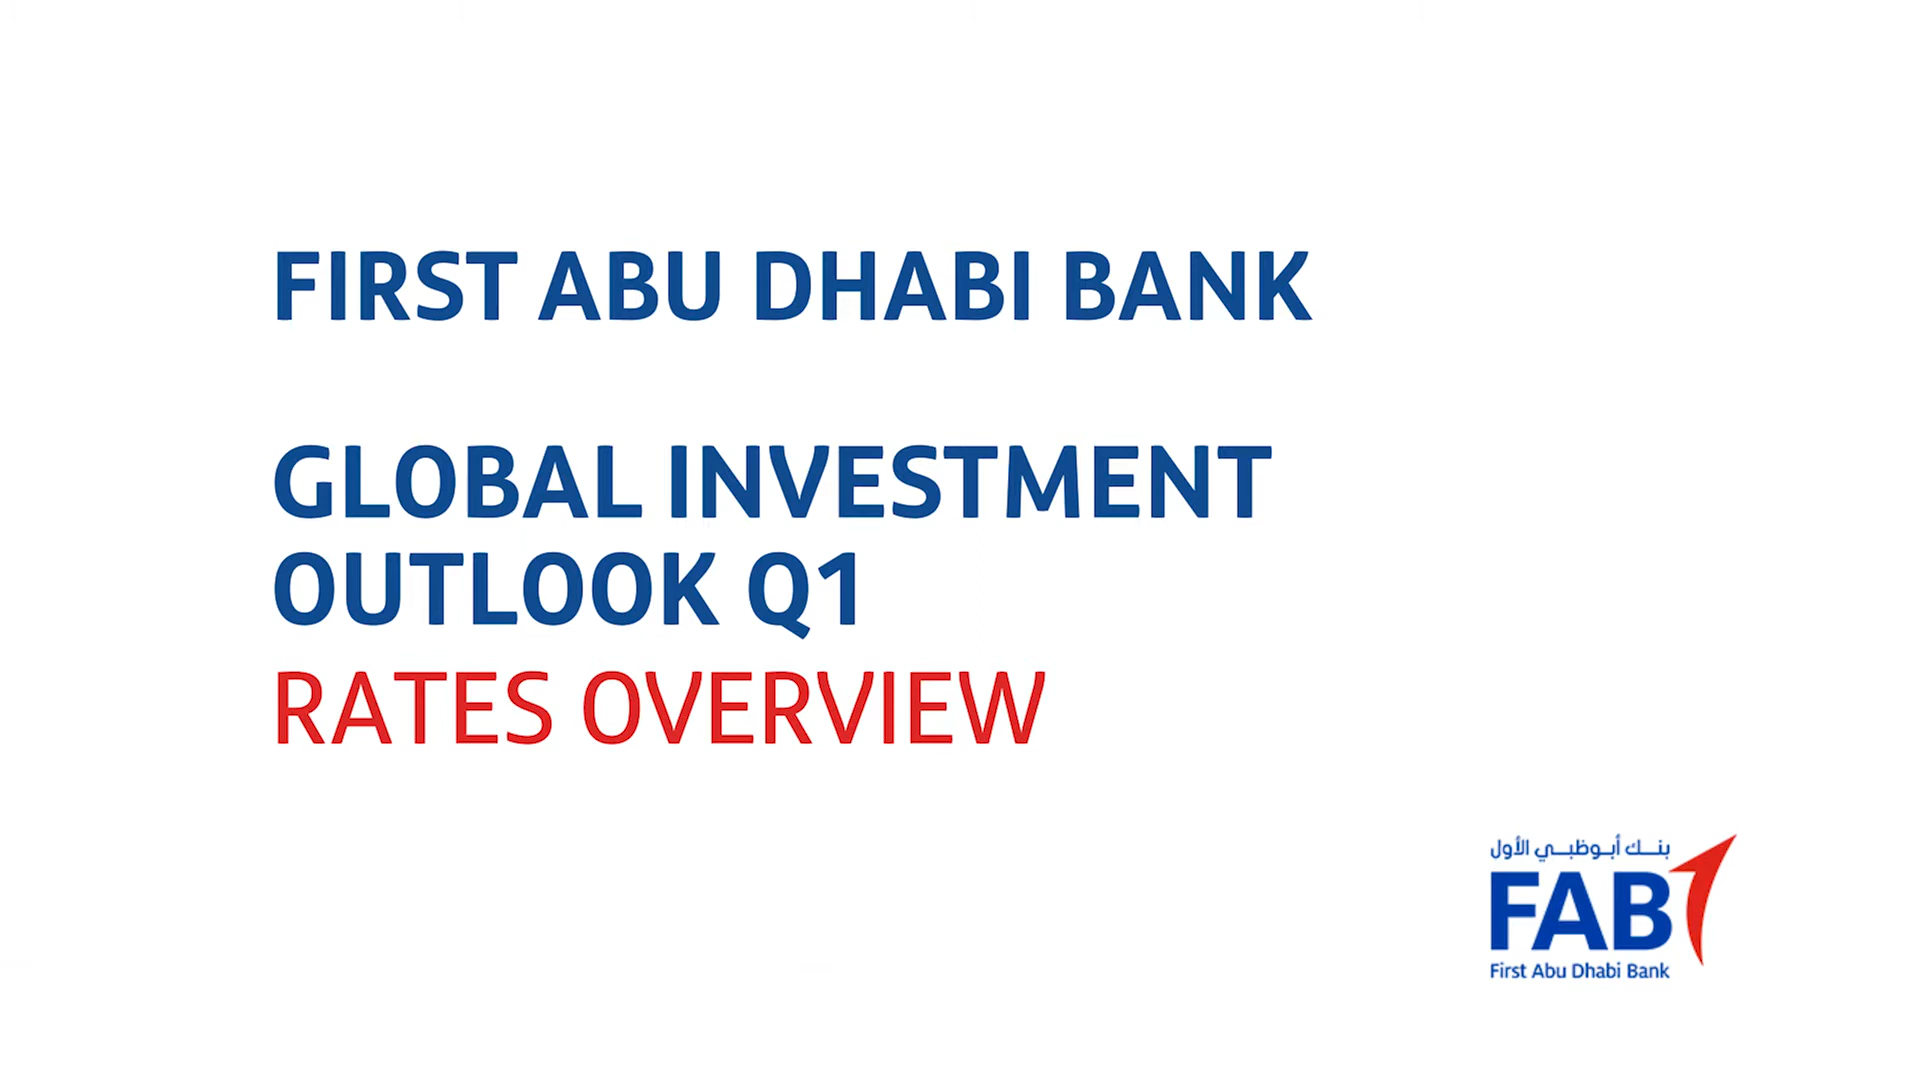 FIRST ABU DHABI BANK
GLOBAL INVESTMENT
OUTLOOK Q1
RATES OVERVIEW
بنك أبوظبي الأول
FAB
First Abu Dhabi Bank